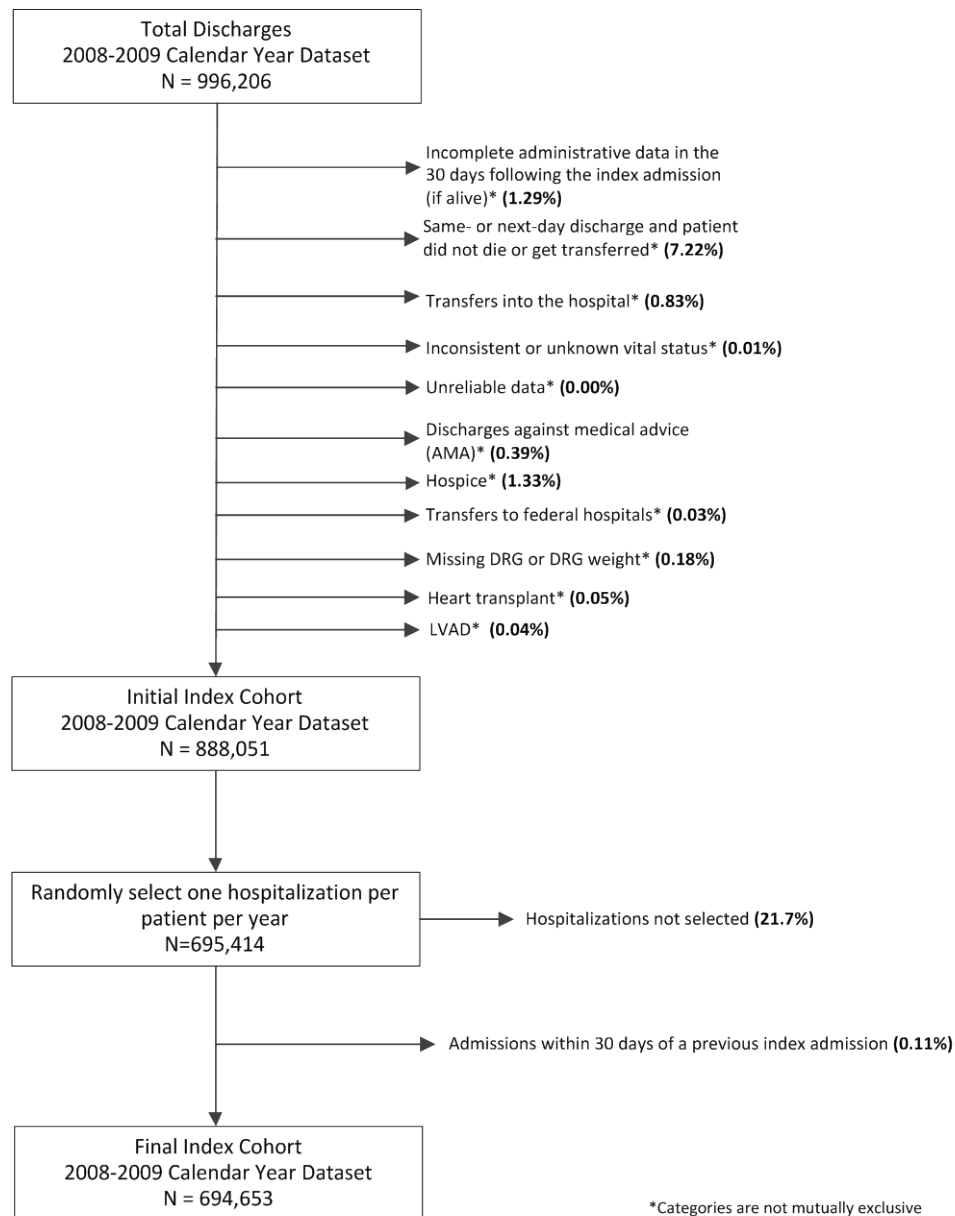 Total Discharges
2008-2009 Calendar Year Dataset
N = 996,206
Incomplete administrative data in the
30 days following the index admission
(if alive)* (1.29%)
Same- or next-day discharge and patient
did not die or get transferred* (7.22%)
Transfers into the hospital* (0.83%)
Inconsistent or unknown vital status* (0.01%)
Unreliable data* (0.00%)
Discharges against medical advice
(AMA)* (0.39%)
Hospice* (1.33%)
Transfers to federal hospitals* (0.03%)
Missing DRG or DRG weight* (0.18%)
Heart transplant* (0.05%)
LVAD* (0.04%)
Initial Index Cohort
2008-2009 Calendar Year Dataset
N = 888,051
Randomly select one hospitalization per
patient per year
N=695,414
Hospitalizations not selected (21.7%)
Admissions within 30 days of a previous index admission (0.11%)
Final Index Cohort
2008-2009 Calendar Year Dataset
N = 694,653
*Categories are not mutually exclusive